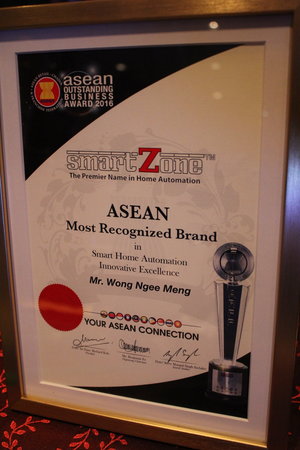 asean
OUTSTANDING
BUSINESS
AWARD 2016
smartZone™
The Premier Name in Home Automation
ASEAN
Most Recognized Brand
in
Smart Home Automation
Innovative Excellence
Mr. Wong Ngee Meng
YOUR ASEAN CONNECTION